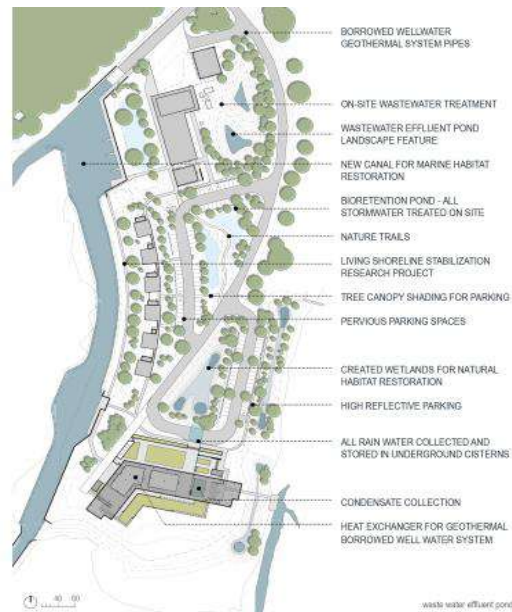 BORROWED WELLWATER
GEOTHERMAL SYSTEM PIPES
ON-SITE WASTEWATER TREATMENT
WASTEWATER EFFLUENT POND
LANDSCAPE FEATURE
NEW CANAL FOR MARINE HABITAT
RESTORATION
BIORETENTION POND - ALL
STORMWATER TREATED ON SITE
NATURE TRAILS
LIVING SHORELINE STABILIZATION
RESEARCH PROJECT
TREE CANOPY SHADING FOR PARKING
PERVIOUS PARKING SPACES
CREATED WETLANDS FOR NATURAL
HABITAT RESTORATION
HIGH REFLECTIVE PARKING
ALL RAIN WATER COLLECTED AND
STORED IN UNDERGROUND CISTERNS
CONDENSATE COLLECTION
HEAT EXCHANGER FOR GEOTHERMAL
BORROWED WELL WATER SYSTEM
waste water effluent pond